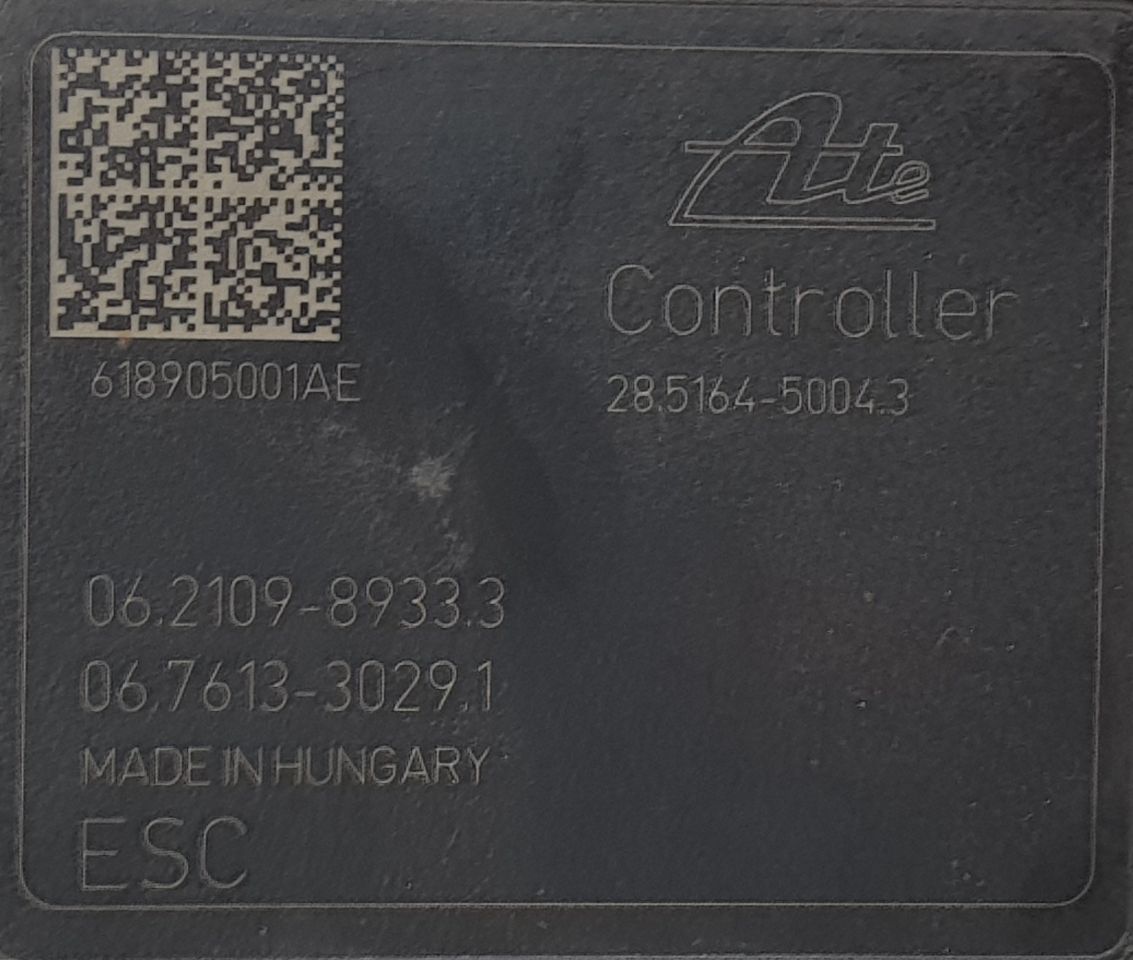 Ate
Controller
618905001AE
28.5164-5004.3
06.2109-8933.3
06.7613-3029.1
MADE IN HUNGARY
ESC